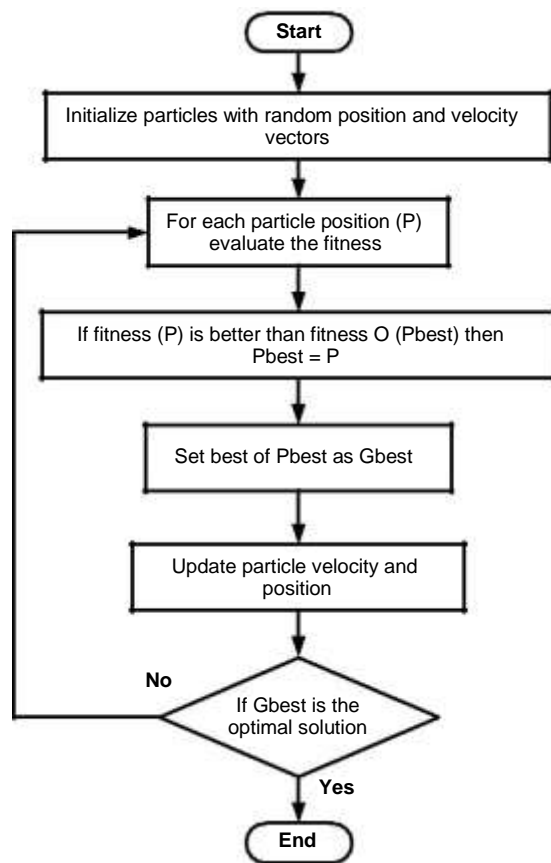 Start
Initialize particles with random position and velocity
vectors
For each particle position (P)
evaluate the fitness
If fitness (P) is better than fitness O (Pbest) then
Pbest = P
Set best of Pbest as Gbest
Update particle velocity and
position
No
If Gbest is the
optimal solution
Yes
End